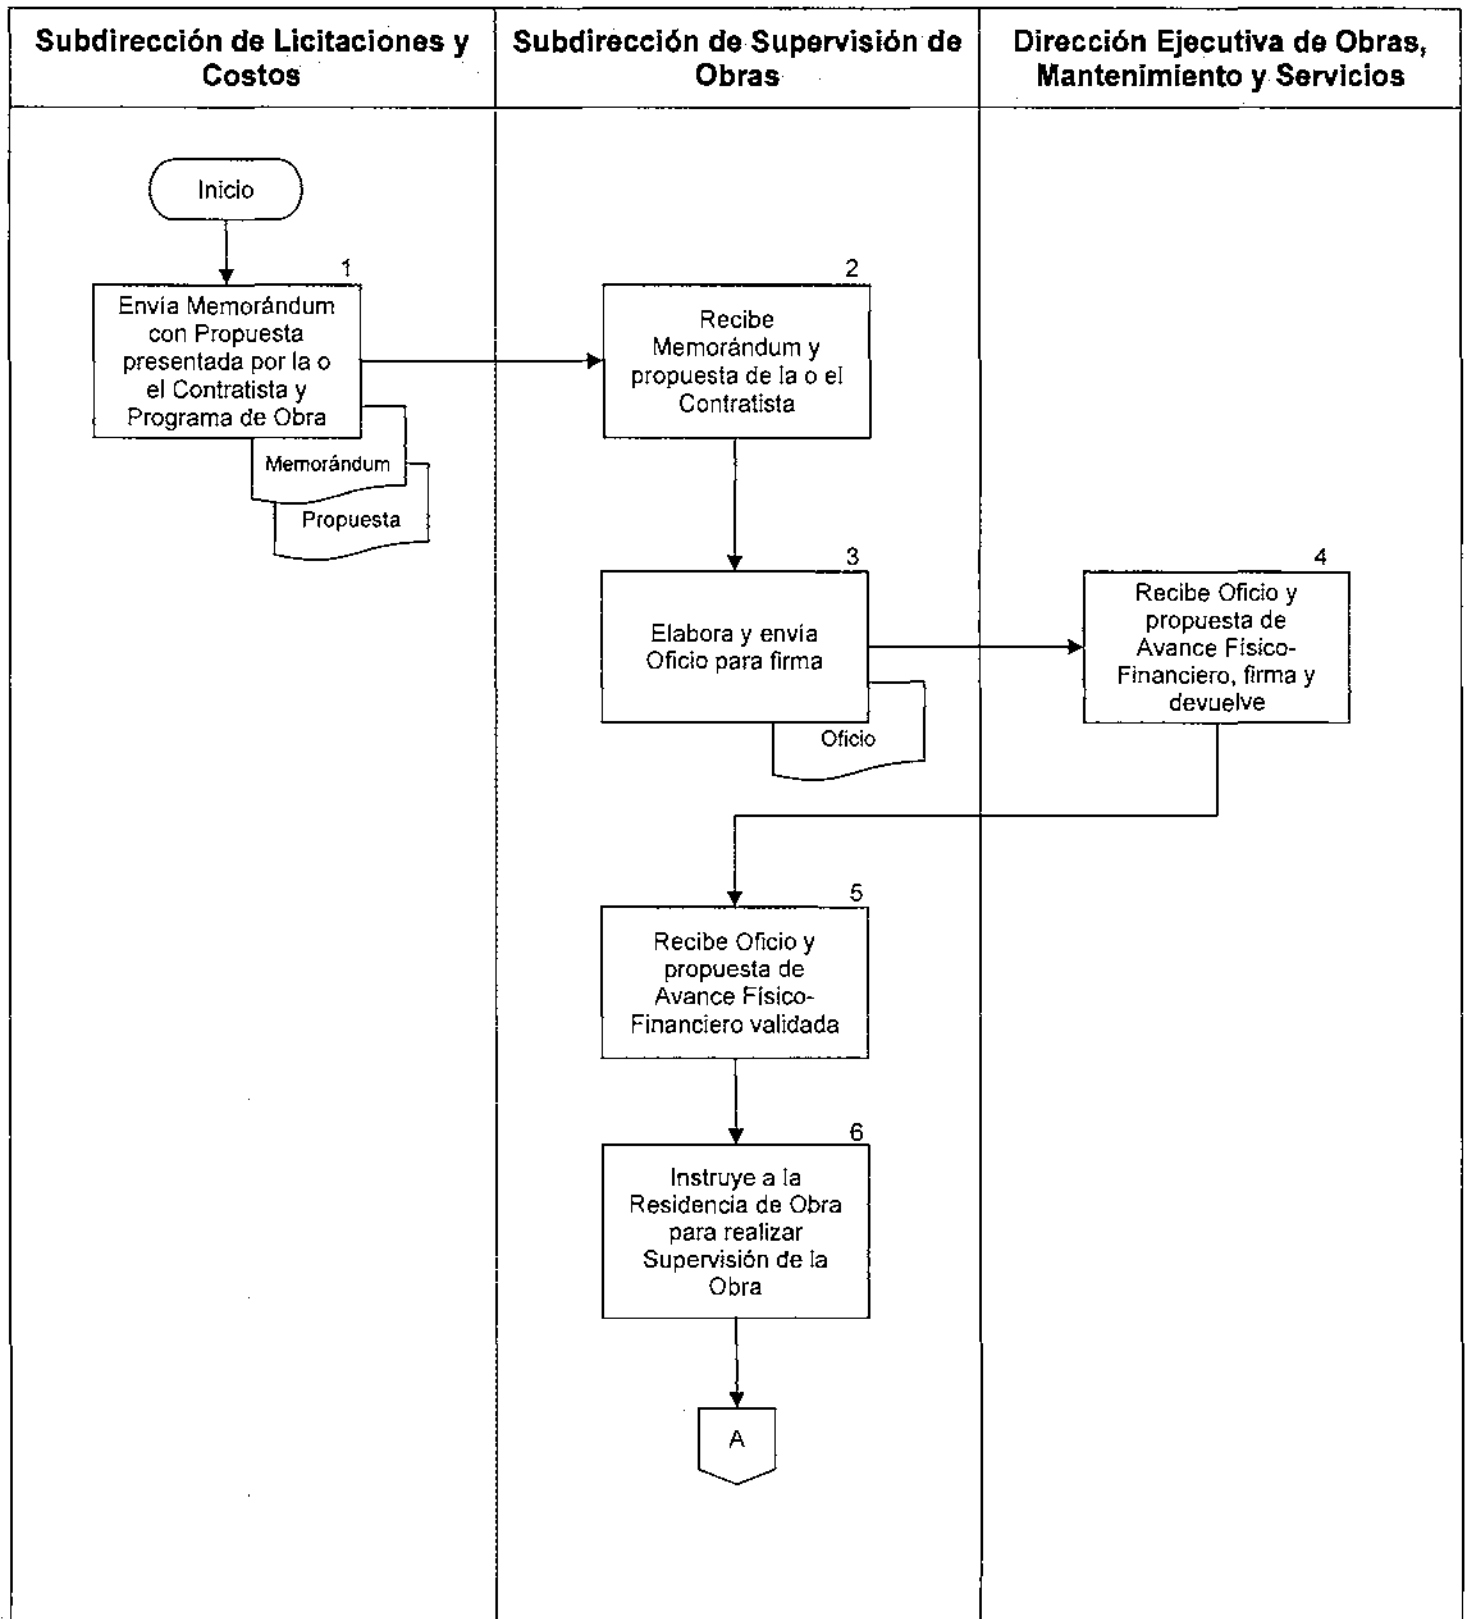 Subdirección de Licitaciones y
Costos
Subdirección de Supervisión de
Obras
Dirección Ejecutiva de Obras,
Mantenimiento y Servicios
Inicio
1
Envía Memorándum
con Propuesta
presentada por la o
el Contratista y
Programa de Obra
Memorándum
Propuesta
2
Recibe
Memorándum y
propuesta de la o el
Contratista
3
Elabora y envía
Oficio para firma
Oficio
4
Recibe Oficio y
propuesta de
Avance Físico-
Financiero, firma y
devuelve
5
Recibe Oficio y
propuesta de
Avance Físico-
Financiero validada
6
Instruye a la
Residencia de Obra
para realizar
Supervisión de la
Obra
A